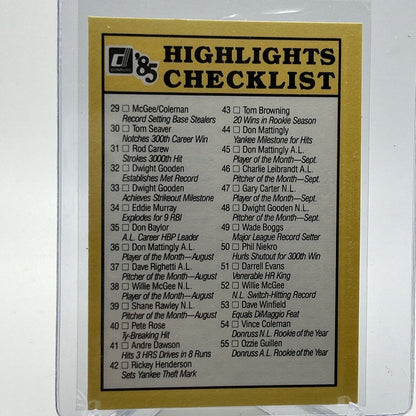 '85
HIGHLIGHTS
CHECKLIST
29 McGee/Coleman
Record Setting Base Stealers
30 Tom Seaver
Notches 300th Career Win
31 Rod Carew
Strokes 3000th Hit
32 Dwight Gooden
Establishes Met Record
33 Dwight Gooden
Achieves Strikeout Milestone
34 Eddie Murray
Explodes for 9 RBI
35 Don Baylor
A.L. Career HBP Leader
36 Don Mattingly A.L.
Player of the Month—August
37 Dave Righetti A.L.
Pitcher of the Month—August
38 Willie McGee N.L.
Player of the Month—August
39 Shane Rawley N.L.
Pitcher of the Month—August
40 Pete Rose
Ty-Breaking Hit
41 Andre Dawson
Hits 3 HRS Drives in 8 Runs
42 Rickey Henderson
Sets Yankee Theft Mark
43 Tom Browning
20 Wins in Rookie Season
44 Don Mattingly
Yankee Milestone for Hits
45 Don Mattingly A.L.
Player of the Month—Sept.
46 Charlie Leibrandt A.L.
Pitcher of the Month—Sept.
47 Gary Carter N.L.
Player of the Month—Sept.
48 Dwight Gooden N.L.
Pitcher of the Month—Sept.
49 Wade Boggs
Major League Record Setter
50 Phil Niekro
Hurls Shutout for 300th Win
51 Darrell Evans
Venerable HR King
52 Willie McGee
N.L. Switch-Hitting Record
53 Dave Winfield
Equals DiMaggio Feat
54 Vince Coleman
Donruss N.L. Rookie of the Year
55 Ozzie Guillen
Donruss A.L. Rookie of the Year